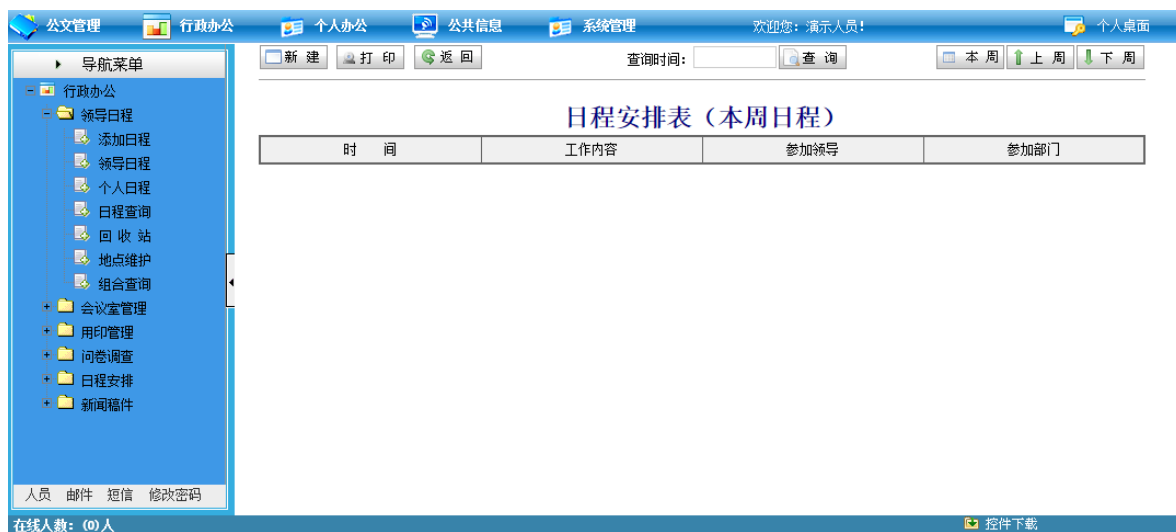 公文管理 行政办公 个人办公 公共信息 系统管理 欢迎您：演示人员！ 个人桌面
导航菜单
新 建 打 印 返 回 查询时间： 查 询 本 周 上 周 下 周
行政办公
领导日程
添加日程
领导日程
个人日程
日程查询
回 收 站
地点维护
组合查询
会议室管理
用印管理
问卷调查
日程安排
新闻稿件
日程安排表（本周日程）
时 间 工作内容 参加领导 参加部门
人员 邮件 短信 修改密码
在线人数：(0)人 控件下载